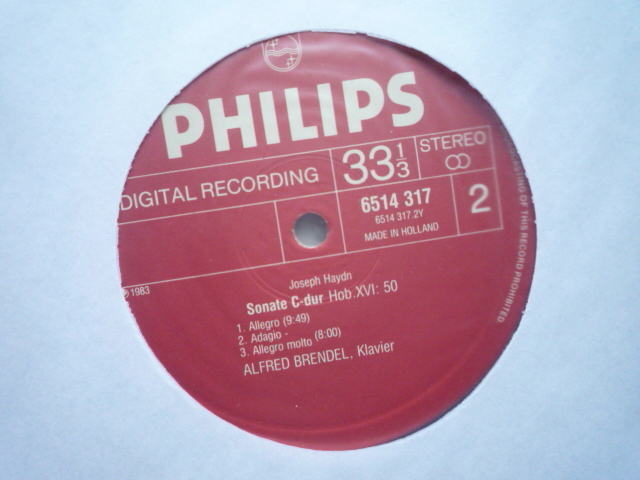 PHILIPS
DIGITAL RECORDING
33 1/3
STEREO
6514 317
6514 317.2Y
MADE IN HOLLAND
2
℗ 1983
Joseph Haydn
Sonate C-dur Hob.XVI: 50
1. Allegro (9:49)
2. Adagio -
3. Allegro molto (8:00)
ALFRED BRENDEL, Klavier
OF THIS RECORD PROHIBITED